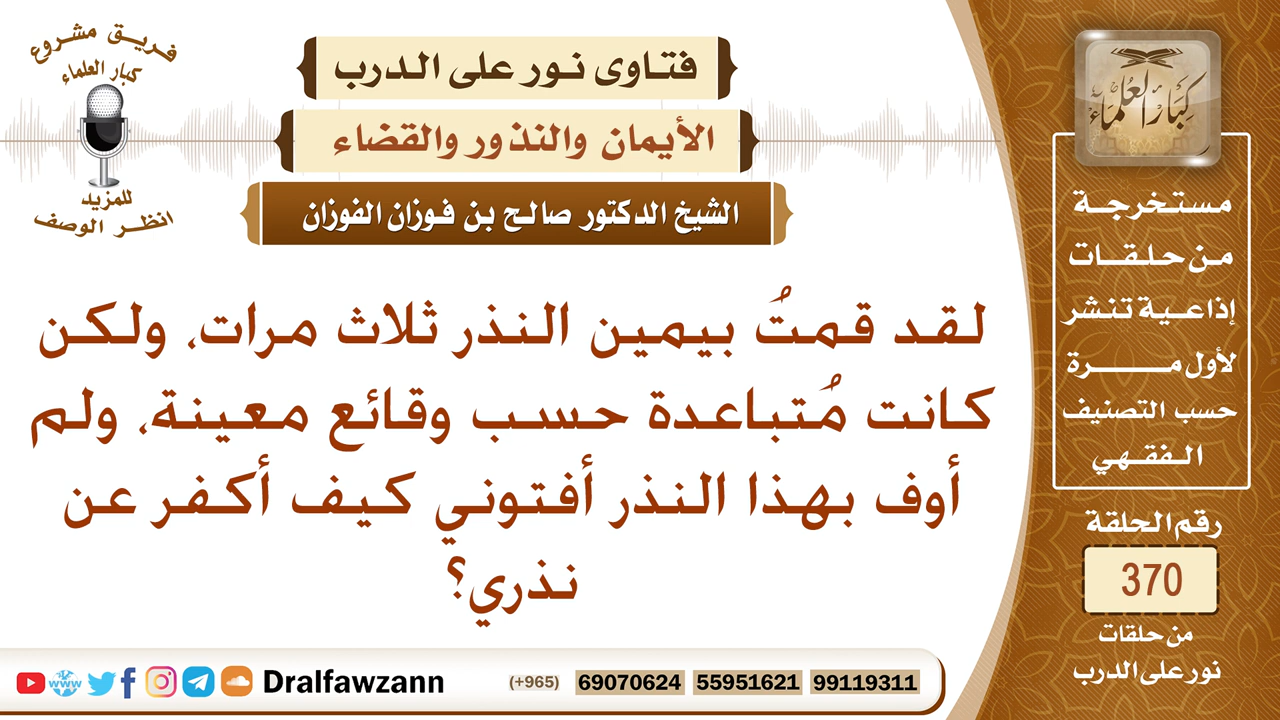 فريق مشروع
كبار العلماء
للمزيد
انظر الوصف
فتاوى نور على الدرب
الأيمان والنذور والقضاء
الشيخ الدكتور صالح بن فوزان الفوزان
لقد قمتُ بيمين النذر ثلاث مرات، ولكن
كانت مُتباعدة حسب وقائع معينة، ولم
أوف بهذا النذر أفتوني كيف أكفر عن
نذري؟
كبار العلماء
مستخرجة
من حلقات
إذاعية تنشر
لأول مرة
حسب التصنيف
الفقهي
رقم الحلقة
370
من حلقات
نور على الدرب
www
Dralfawzann
(+965) 69070624 55951621 99119311